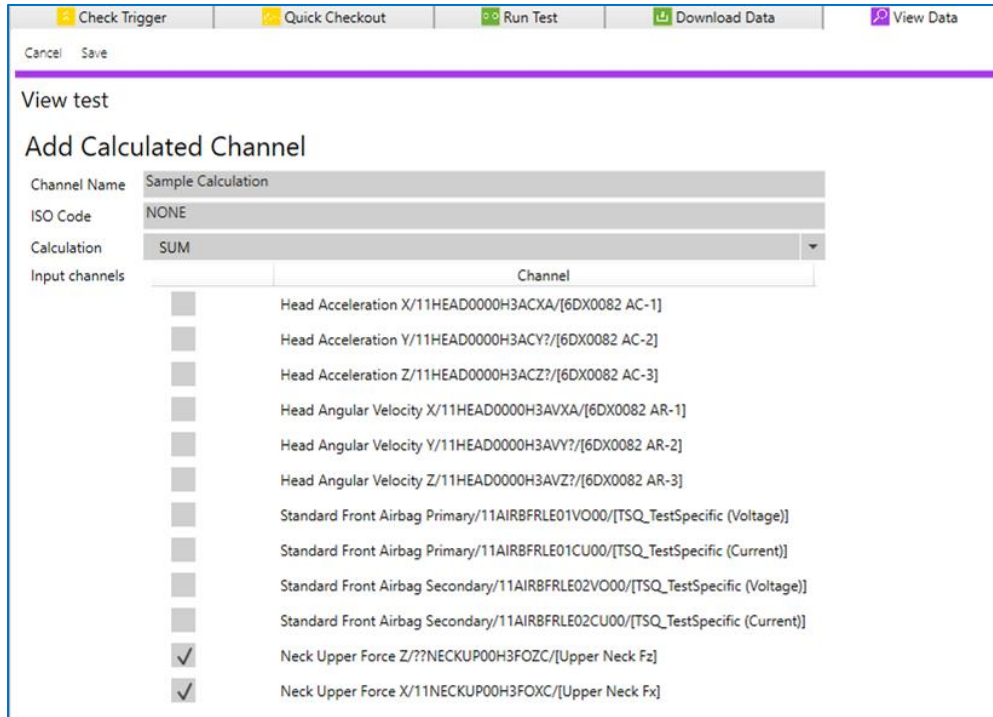 Check Trigger Quick Checkout Run Test Download Data View Data
Cancel Save
View test
Add Calculated Channel
Channel Name Sample Calculation
ISO Code NONE
Calculation SUM
Input channels Channel
Head Acceleration X/11HEAD0000H3ACXA/[6DX0082 AC-1]
Head Acceleration Y/11HEAD0000H3ACY?/[6DX0082 AC-2]
Head Acceleration Z/11HEAD0000H3ACZ?/[6DX0082 AC-3]
Head Angular Velocity X/11HEAD0000H3AVXA/[6DX0082 AR-1]
Head Angular Velocity Y/11HEAD0000H3AVY?/[6DX0082 AR-2]
Head Angular Velocity Z/11HEAD0000H3AVZ?/[6DX0082 AR-3]
Standard Front Airbag Primary/11AIRBFRLE01VO00/[TSQ_TestSpecific (Voltage)]
Standard Front Airbag Primary/11AIRBFRLE01CU00/[TSQ_TestSpecific (Current)]
Standard Front Airbag Secondary/11AIRBFRLE02VO00/[TSQ_TestSpecific (Voltage)]
Standard Front Airbag Secondary/11AIRBFRLE02CU00/[TSQ_TestSpecific (Current)]
Neck Upper Force Z/??NECKUP00H3FOZC/[Upper Neck Fz]
Neck Upper Force X/11NECKUP00H3FOXC/[Upper Neck Fx]